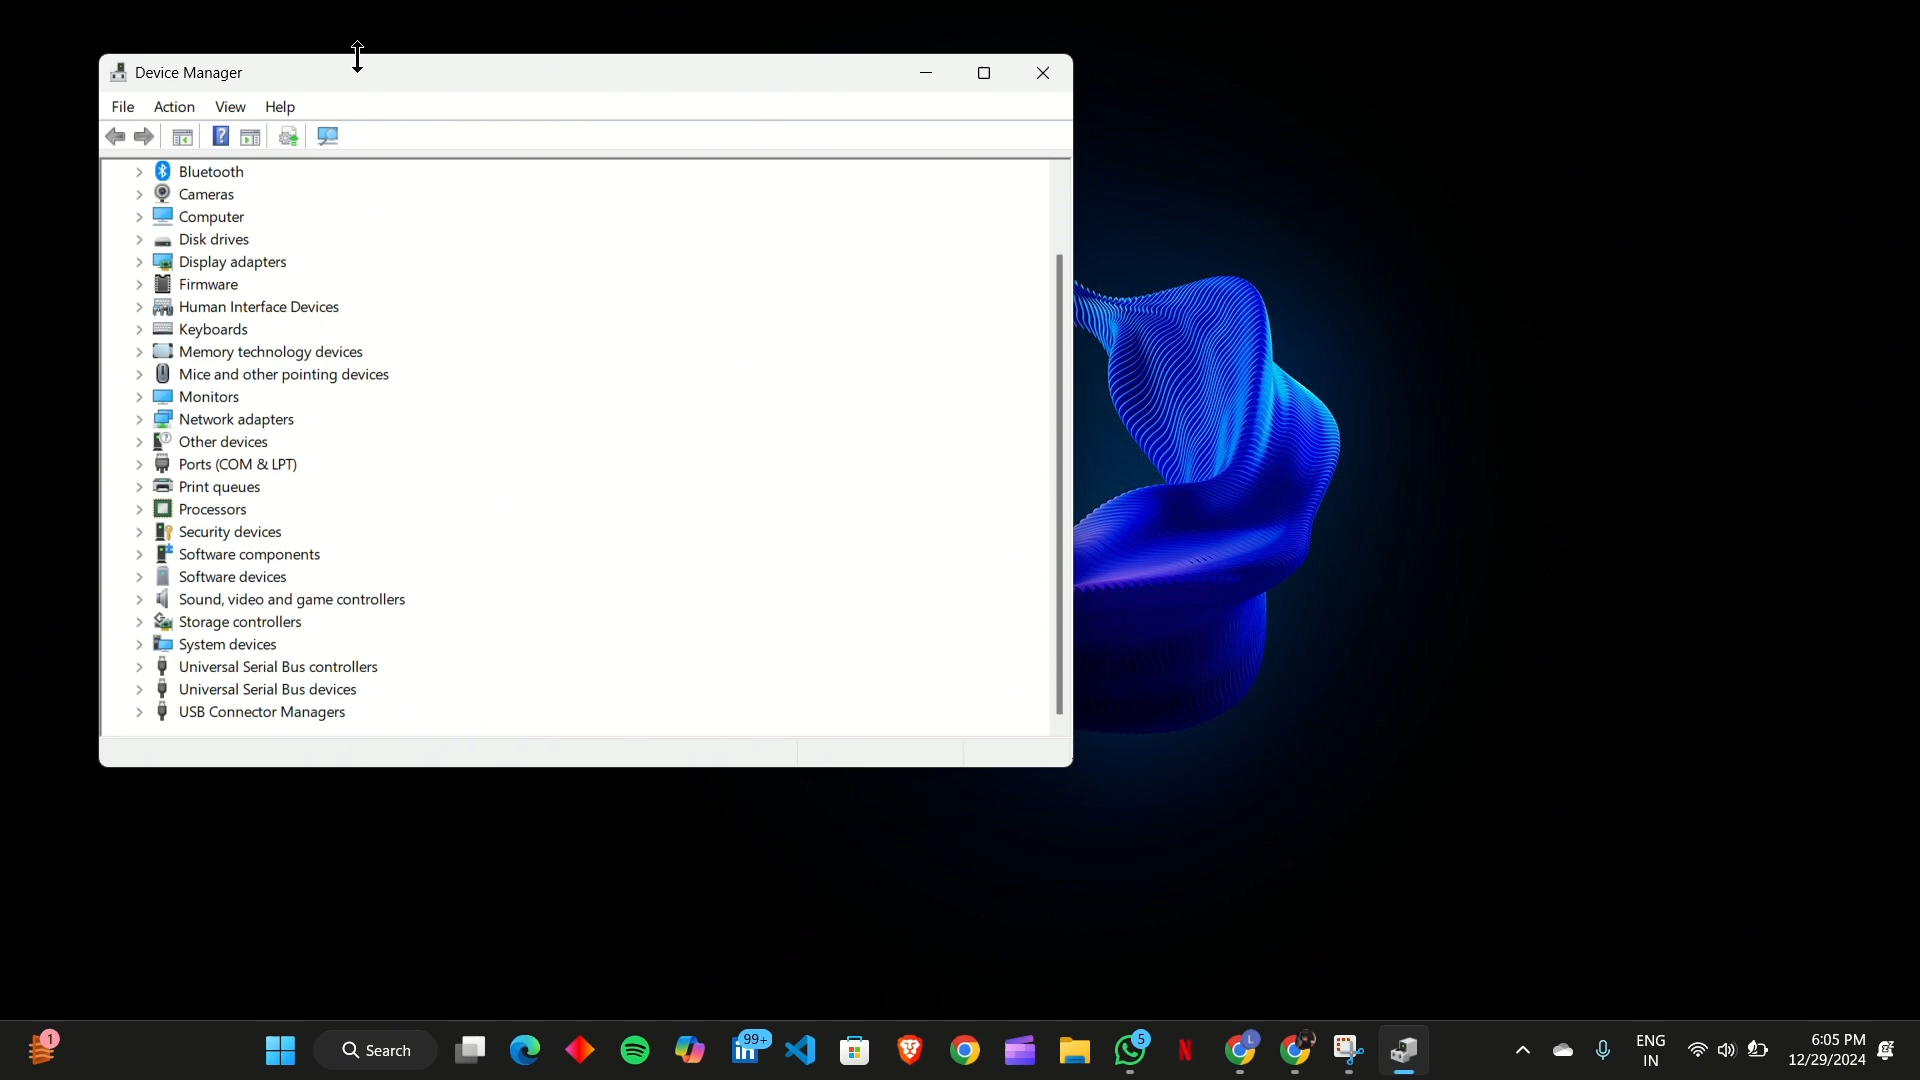 Device Manager
File Action View Help
Bluetooth
Cameras
Computer
Disk drives
Display adapters
Firmware
Human Interface Devices
Keyboards
Memory technology devices
Mice and other pointing devices
Monitors
Network adapters
Other devices
Ports (COM & LPT)
Print queues
Processors
Security devices
Software components
Software devices
Sound, video and game controllers
Storage controllers
System devices
Universal Serial Bus controllers
Universal Serial Bus devices
USB Connector Managers
1
Search
99+
5
L
ENG
IN
6:05 PM
12/29/2024